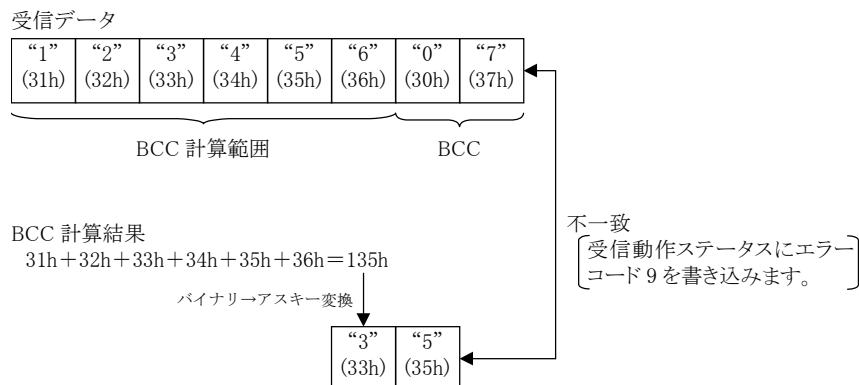 受信データ
“1” “2” “3” “4” “5” “6” “0” “7”
(31h) (32h) (33h) (34h) (35h) (36h) (30h) (37h)
BCC 計算範囲 BCC
不一致
受信動作ステータスにエラー
コード 9 を書き込みます。
BCC 計算結果
31h+32h+33h+34h+35h+36h=135h
バイナリ→アスキー変換
“3” “5”
(33h) (35h)